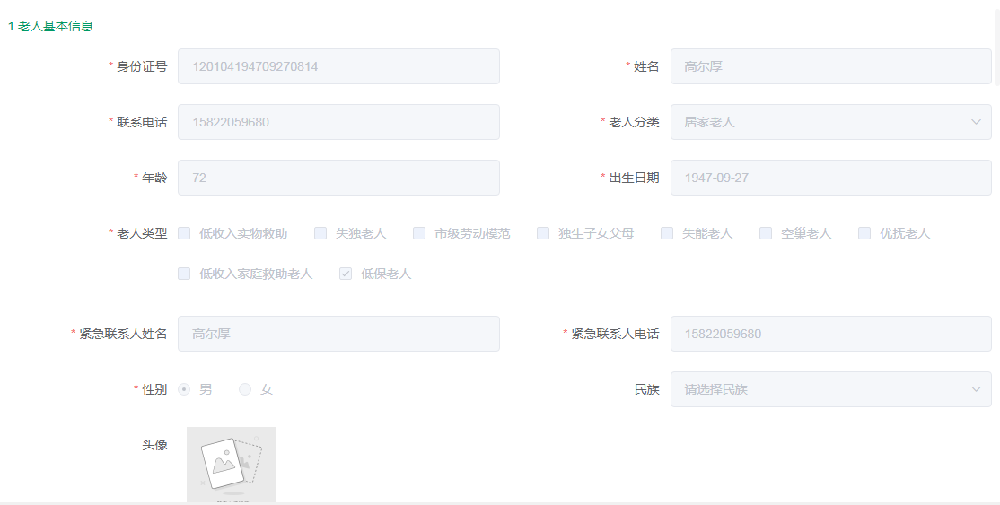 1.老人基本信息
* 身份证号 120104194709270814 * 姓名 高尔厚
* 联系电话 15822059680 * 老人分类 居家老人
* 年龄 72 * 出生日期 1947-09-27
* 老人类型 低收入实物救助 失独老人 市级劳动模范 独生子女父母 失能老人 空巢老人 优抚老人
低收入家庭救助老人 低保老人
* 紧急联系人姓名 高尔厚 * 紧急联系人电话 15822059680
* 性别 男 女 民族 请选择民族
头像